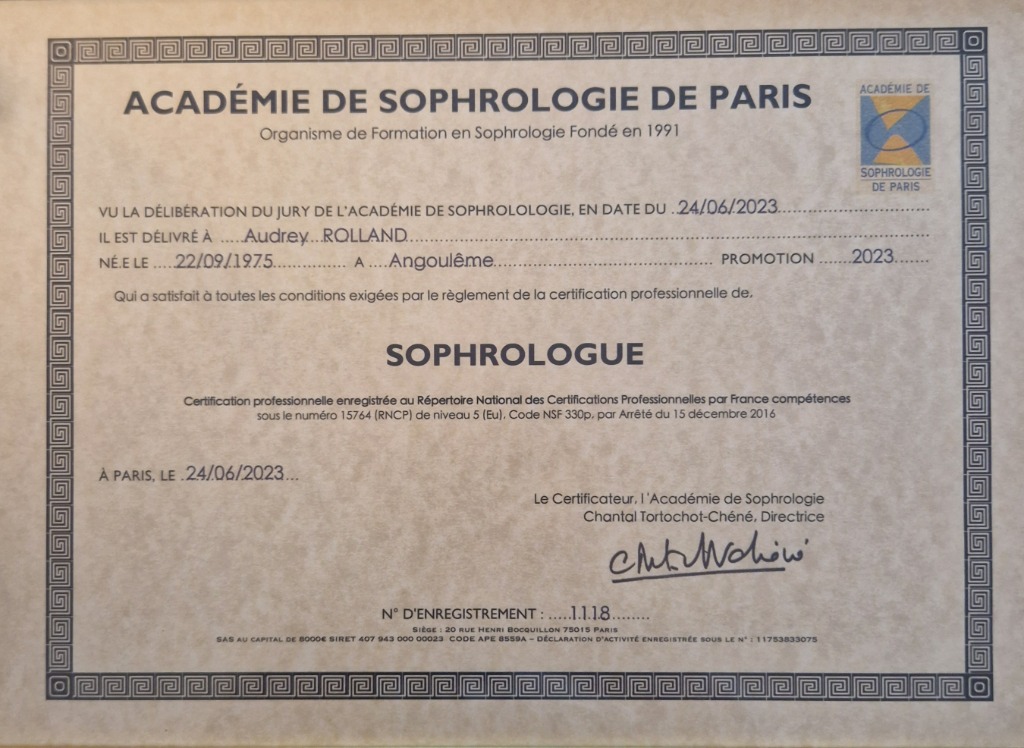 ACADÉMIE DE SOPHROLOGIE DE PARIS
Organisme de Formation en Sophrologie Fondé en 1991
ACADÉMIE DE
SOPHROLOGIE
DE PARIS
VU LA DÉLIBÉRATION DU JURY DE L'ACADÉMIE DE SOPHROLOLOGIE, EN DATE DU ..24/06/2023..............................
IL EST DÉLIVRÉ À .....Audrey...ROLLAND..........................................................................
NÉ.E LE .....22/09/1975................ A ....Angoulême................................................ PROMOTION .......2023.......
Qui a satisfait à toutes les conditions exigées par le règlement de la certification professionnelle de.
SOPHROLOGUE
Certification professionnelle enregistrée au Répertoire National des Certifications Professionnelles par France compétences
sous le numéro 15764 (RNCP) de niveau 5 (Eu). Code NSF 330p, par Arrêté du 15 décembre 2016
À PARIS, LE .24/06/2023...
Le Certificateur, l'Académie de Sophrologie
Chantal Tortochot-Chéné, Directrice
N° D'ENREGISTREMENT : .....1118........
SIÈGE : 20 RUE HENRI BOCQUILLON 75015 PARIS
SAS AU CAPITAL DE 8000€ SIRET 407 943 000 00023 CODE APE 8559A – DÉCLARATION D'ACTIVITÉ ENREGISTRÉE SOUS LE N° : 11753833075